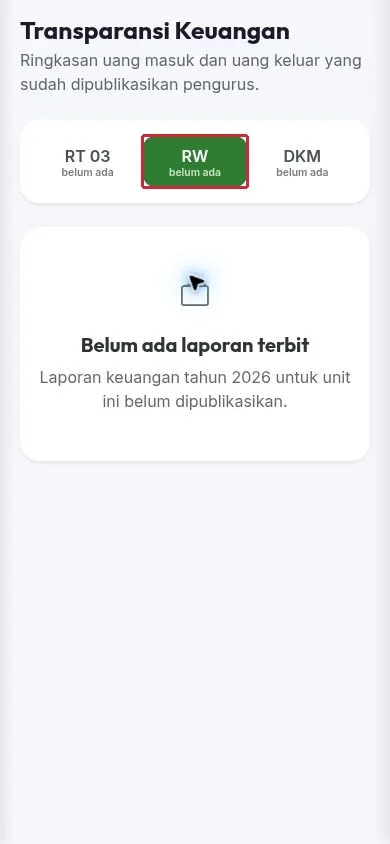 Transparansi Keuangan
Ringkasan uang masuk dan uang keluar yang
sudah dipublikasikan pengurus.
RT 03 RW DKM
belum ada belum ada belum ada
Belum ada laporan terbit
Laporan keuangan tahun 2026 untuk unit
ini belum dipublikasikan.